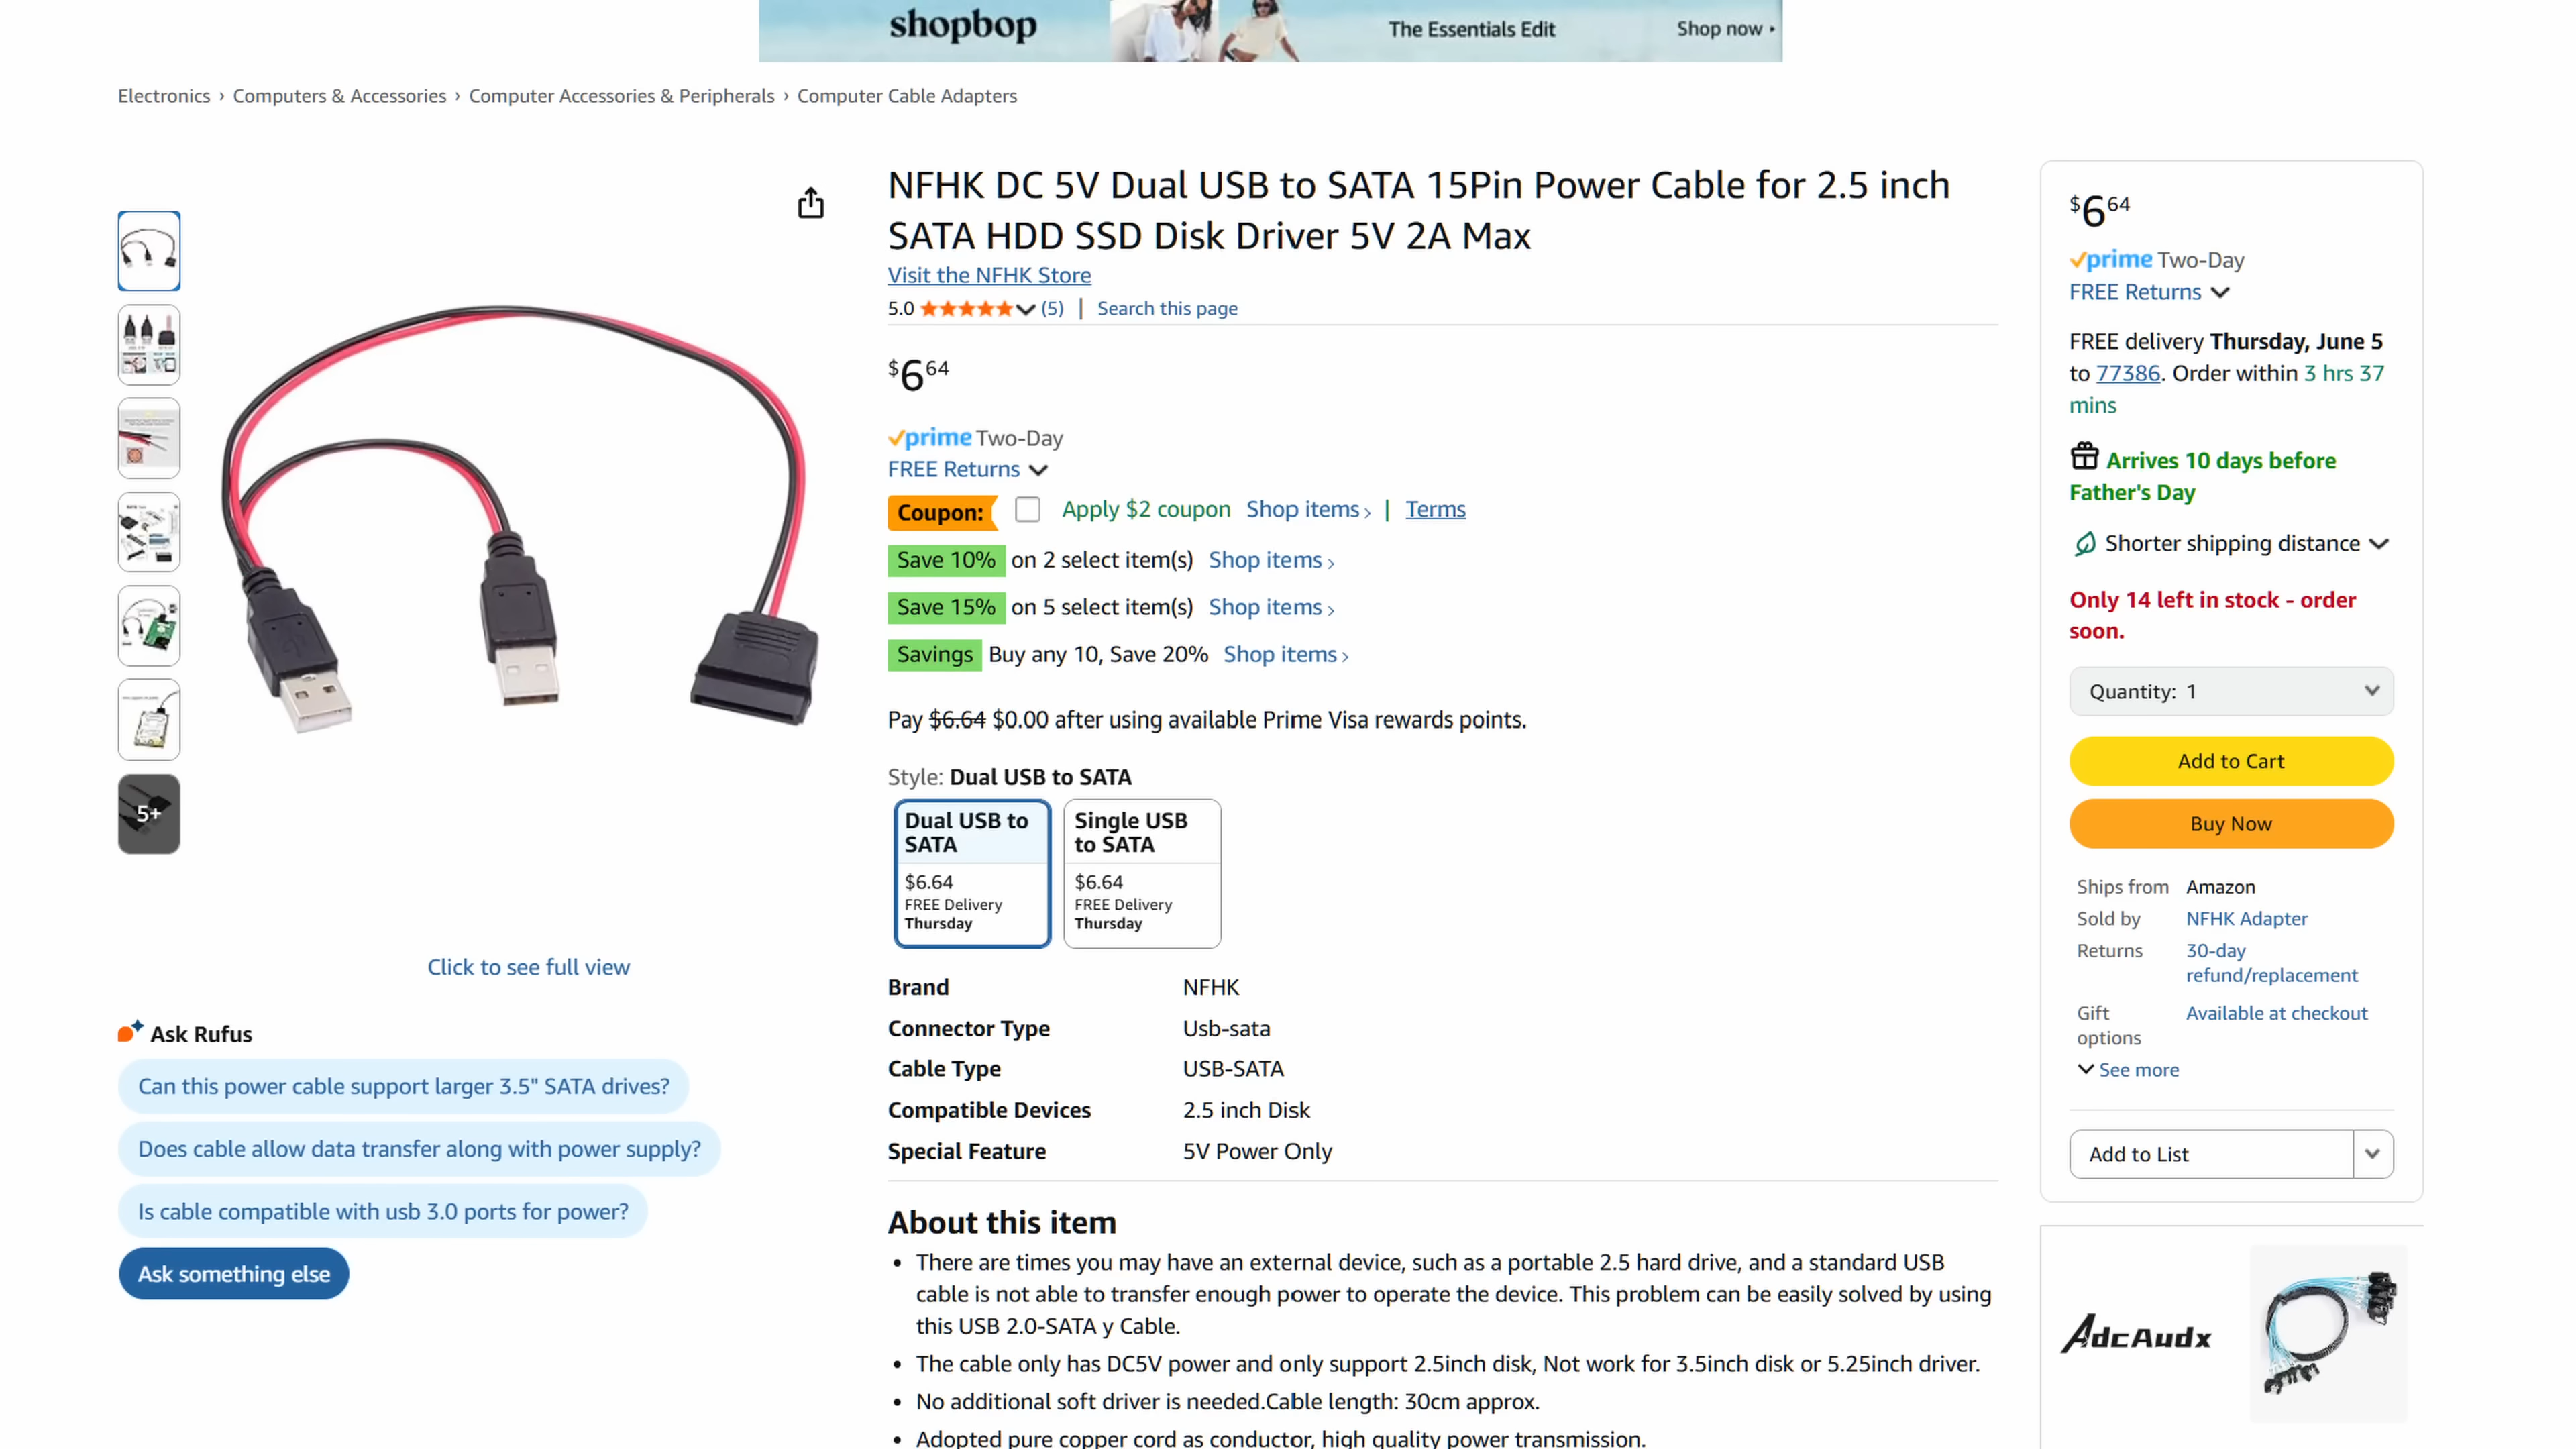 shopbop
The Essentials Edit
Shop now ▸
Electronics › Computers & Accessories › Computer Accessories & Peripherals › Computer Cable Adapters
NFHK DC 5V Dual USB to SATA 15Pin Power Cable for 2.5 inch
SATA HDD SSD Disk Driver 5V 2A Max
Visit the NFHK Store
5.0 (5) | Search this page
$6 64
prime Two-Day
FREE Returns
Coupon: Apply $2 coupon Shop items › | Terms
Save 10% on 2 select item(s) Shop items ›
Save 15% on 5 select item(s) Shop items ›
Savings Buy any 10, Save 20% Shop items ›
Pay $6.64 $0.00 after using available Prime Visa rewards points.
Style: Dual USB to SATA
Dual USB to
SATA
$6.64
FREE Delivery
Thursday
Single USB
to SATA
$6.64
FREE Delivery
Thursday
Brand NFHK
Connector Type Usb-sata
Cable Type USB-SATA
Compatible Devices 2.5 inch Disk
Special Feature 5V Power Only
About this item
• There are times you may have an external device, such as a portable 2.5 hard drive, and a standard USB
cable is not able to transfer enough power to operate the device. This problem can be easily solved by using
this USB 2.0-SATA y Cable.
• The cable only has DC5V power and only support 2.5inch disk, Not work for 3.5inch disk or 5.25inch driver.
• No additional soft driver is needed.Cable length: 30cm approx.
• Adopted pure copper cord as conductor, high quality power transmission.
5+
Click to see full view
Ask Rufus
Can this power cable support larger 3.5" SATA drives?
Does cable allow data transfer along with power supply?
Is cable compatible with usb 3.0 ports for power?
Ask something else
$6 64
prime Two-Day
FREE Returns
FREE delivery Thursday, June 5
to 77386. Order within 3 hrs 37
mins
Arrives 10 days before
Father's Day
Shorter shipping distance
Only 14 left in stock - order
soon.
Quantity: 1
Add to Cart
Buy Now
Ships from Amazon
Sold by NFHK Adapter
Returns 30-day
refund/replacement
Gift Available at checkout
options
See more
Add to List
AdcAudx